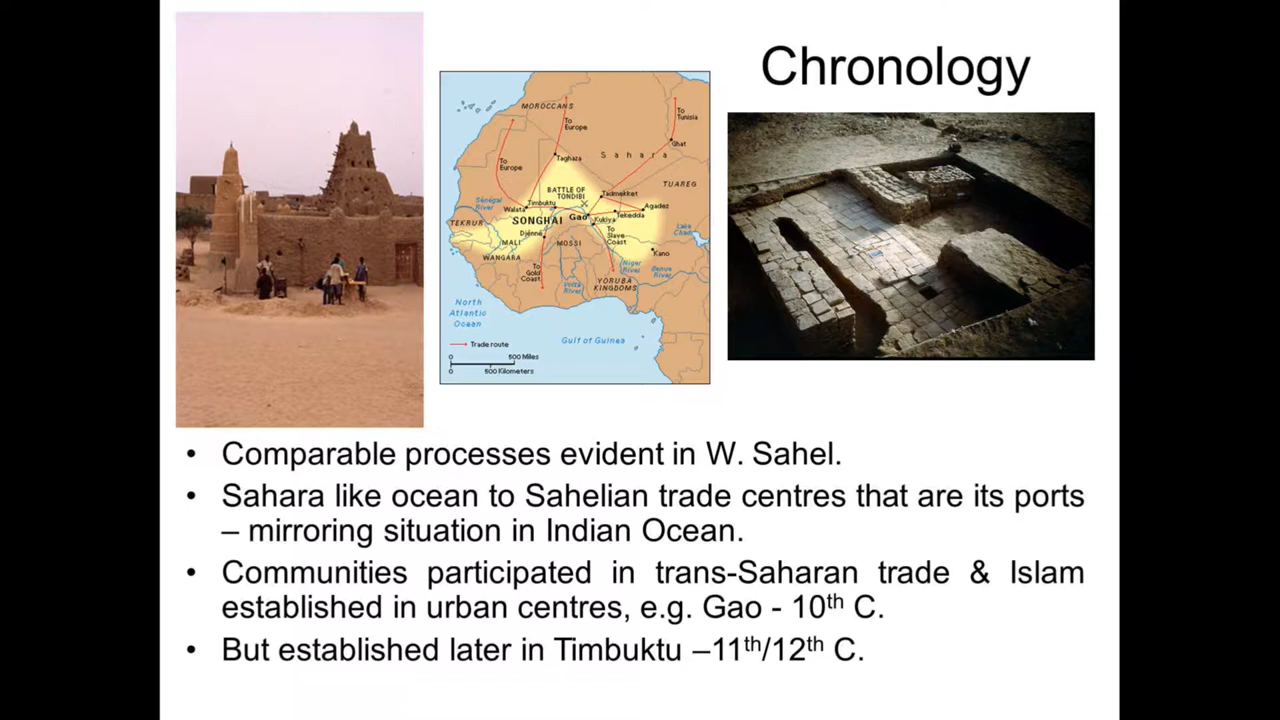 Chronology
MOROCCANS
To
Europe
To
Tunisia
Ghat
To
Europe
Taghaza
Sahara
TUAREG
BATTLE OF
TONDIBI
Tadmekket
Agadez
Sénégal
River
Walata
Timbuktu
Gao
Kukiya
Tekedda
TEKRUR
SONGHAI
Djénné
To
Slave
Coast
Lake
Chad
MALI
MOSSI
Kano
WANGARA
To
Gold
Coast
Niger
River
Benue
River
Volta
River
YORUBA
KINGDOMS
North
Atlantic
Ocean
Gulf of Guinea
Trade route
0 500 Miles
0 500 Kilometers
• Comparable processes evident in W. Sahel.
• Sahara like ocean to Sahelian trade centres that are its ports
– mirroring situation in Indian Ocean.
• Communities participated in trans-Saharan trade & Islam
established in urban centres, e.g. Gao - 10th C.
• But established later in Timbuktu –11th/12th C.